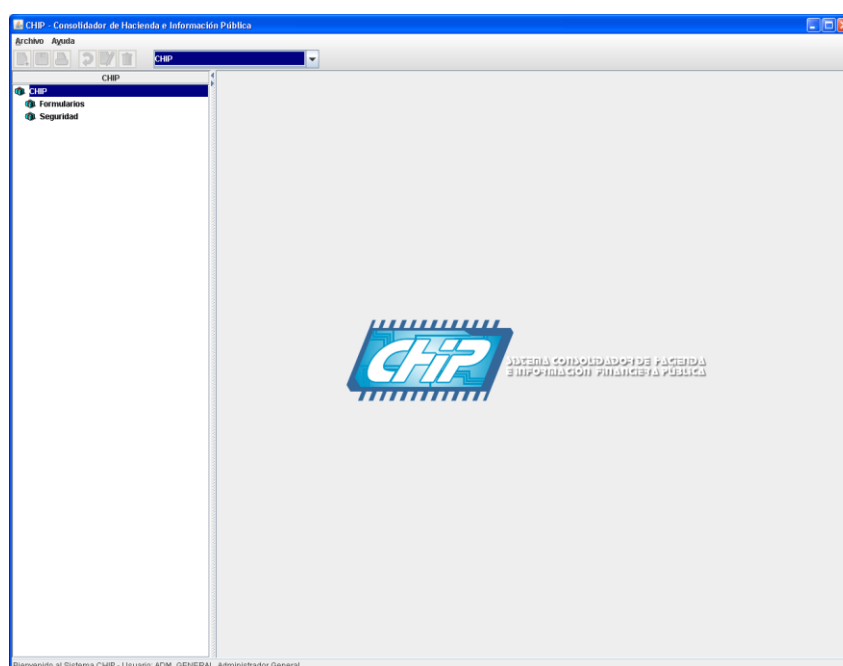 CHIP - Consolidador de Hacienda e Información Pública
Archivo Ayuda
CHIP
CHIP
CHIP
Formularios
Seguridad
CHiP
SISTEMA CONSOLIDADOR DE HACIENDA
E INFORMACIÓN FINANCIERA PÚBLICA
Bienvenido al Sistema CHIP - Usuario: ADM_GENERAL, Administrador General